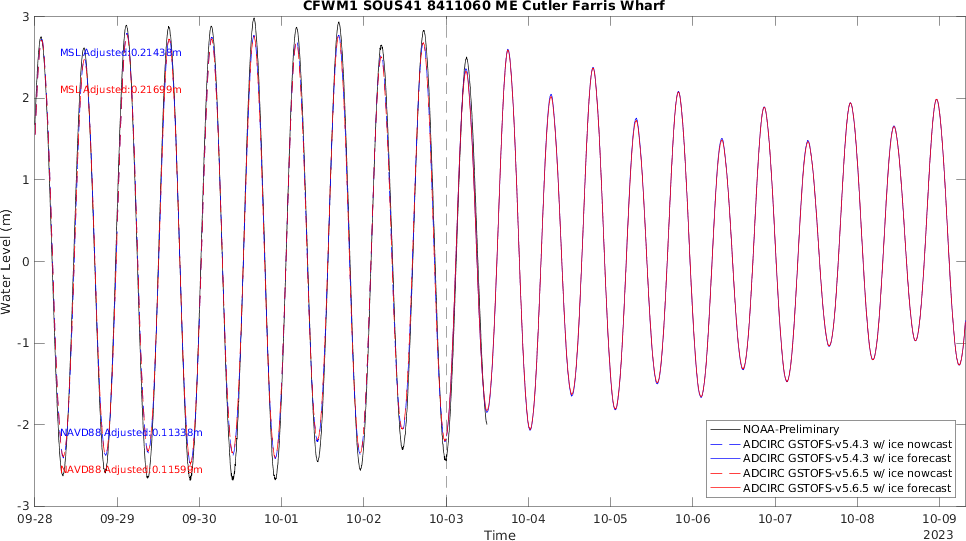 CFWM1 SOUS41 8411060 ME Cutler Farris Wharf
MSL Adjusted:0.21438m
MSL Adjusted:0.21699m
NAVD88 Adjusted:0.11338m
NAVD88 Adjusted:0.11599m
3
2
1
0
-1
-2
-3
Water Level (m)
NOAA-Preliminary
ADCIRC GSTOFS-v5.4.3 w/ ice nowcast
ADCIRC GSTOFS-v5.4.3 w/ ice forecast
ADCIRC GSTOFS-v5.6.5 w/ ice nowcast
ADCIRC GSTOFS-v5.6.5 w/ ice forecast
09-28 09-29 09-30 10-01 10-02 10-03 10-04 10-05 10-06 10-07 10-08 10-09
Time
2023